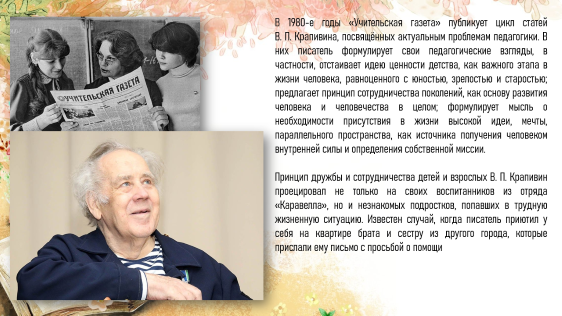 УЧИТЕЛЬСКАЯ ГАЗЕТА
В 1980-е годы «Учительская газета» публикует цикл статей
В. П. Крапивина, посвящённых актуальным проблемам педагогики. В
них писатель формулирует свои педагогические взгляды, в
частности, отстаивает идею ценности детства, как важного этапа в
жизни человека, равноценного с юностью, зрелостью и старостью;
предлагает принцип сотрудничества поколений, как основу развития
человека и человечества в целом; формулирует мысль о
необходимости присутствия в жизни высокой идеи, мечты,
параллельного пространства, как источника получения человеком
внутренней силы и определения собственной миссии.
Принцип дружбы и сотрудничества детей и взрослых В. П. Крапивин
проецировал не только на своих воспитанников из отряда
«Каравелла», но и незнакомых подростков, попавших в трудную
жизненную ситуацию. Известен случай, когда писатель приютил у
себя на квартире брата и сестру из другого города, которые
прислали ему письмо с просьбой о помощи